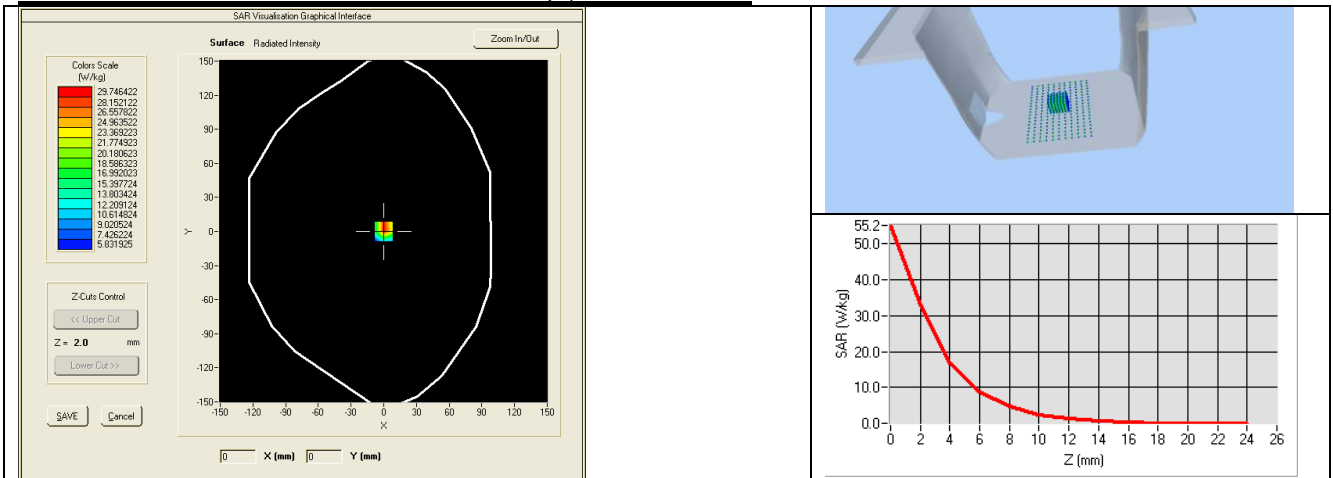 SAR Visualisation Graphical Interface
Surface Radiated Intensity
Zoom In/Out
Colors Scale
(W/kg)
29.746422
28.152122
26.557822
24.963522
23.369223
21.774923
20.180623
18.586323
16.992023
15.397724
13.803424
12.209124
10.614824
9.020524
7.426224
5.831925
Z-Cuts Control
<< Upper Cut
Z = 2.0 mm
Lower Cut >>
SAVE Cancel
150-
120-
90-
60-
30-
Y 0-
-30-
-60-
-90-
-120-
-150-
-150 -120 -90 -60 -30 0 30 60 90 120 150
X
0 X (mm) 0 Y (mm)
55.2-
50.0-
40.0-
30.0-
20.0-
10.0-
0.0-
SAR (W/kg)
0 2 4 6 8 10 12 14 16 18 20 22 24 26
Z (mm)